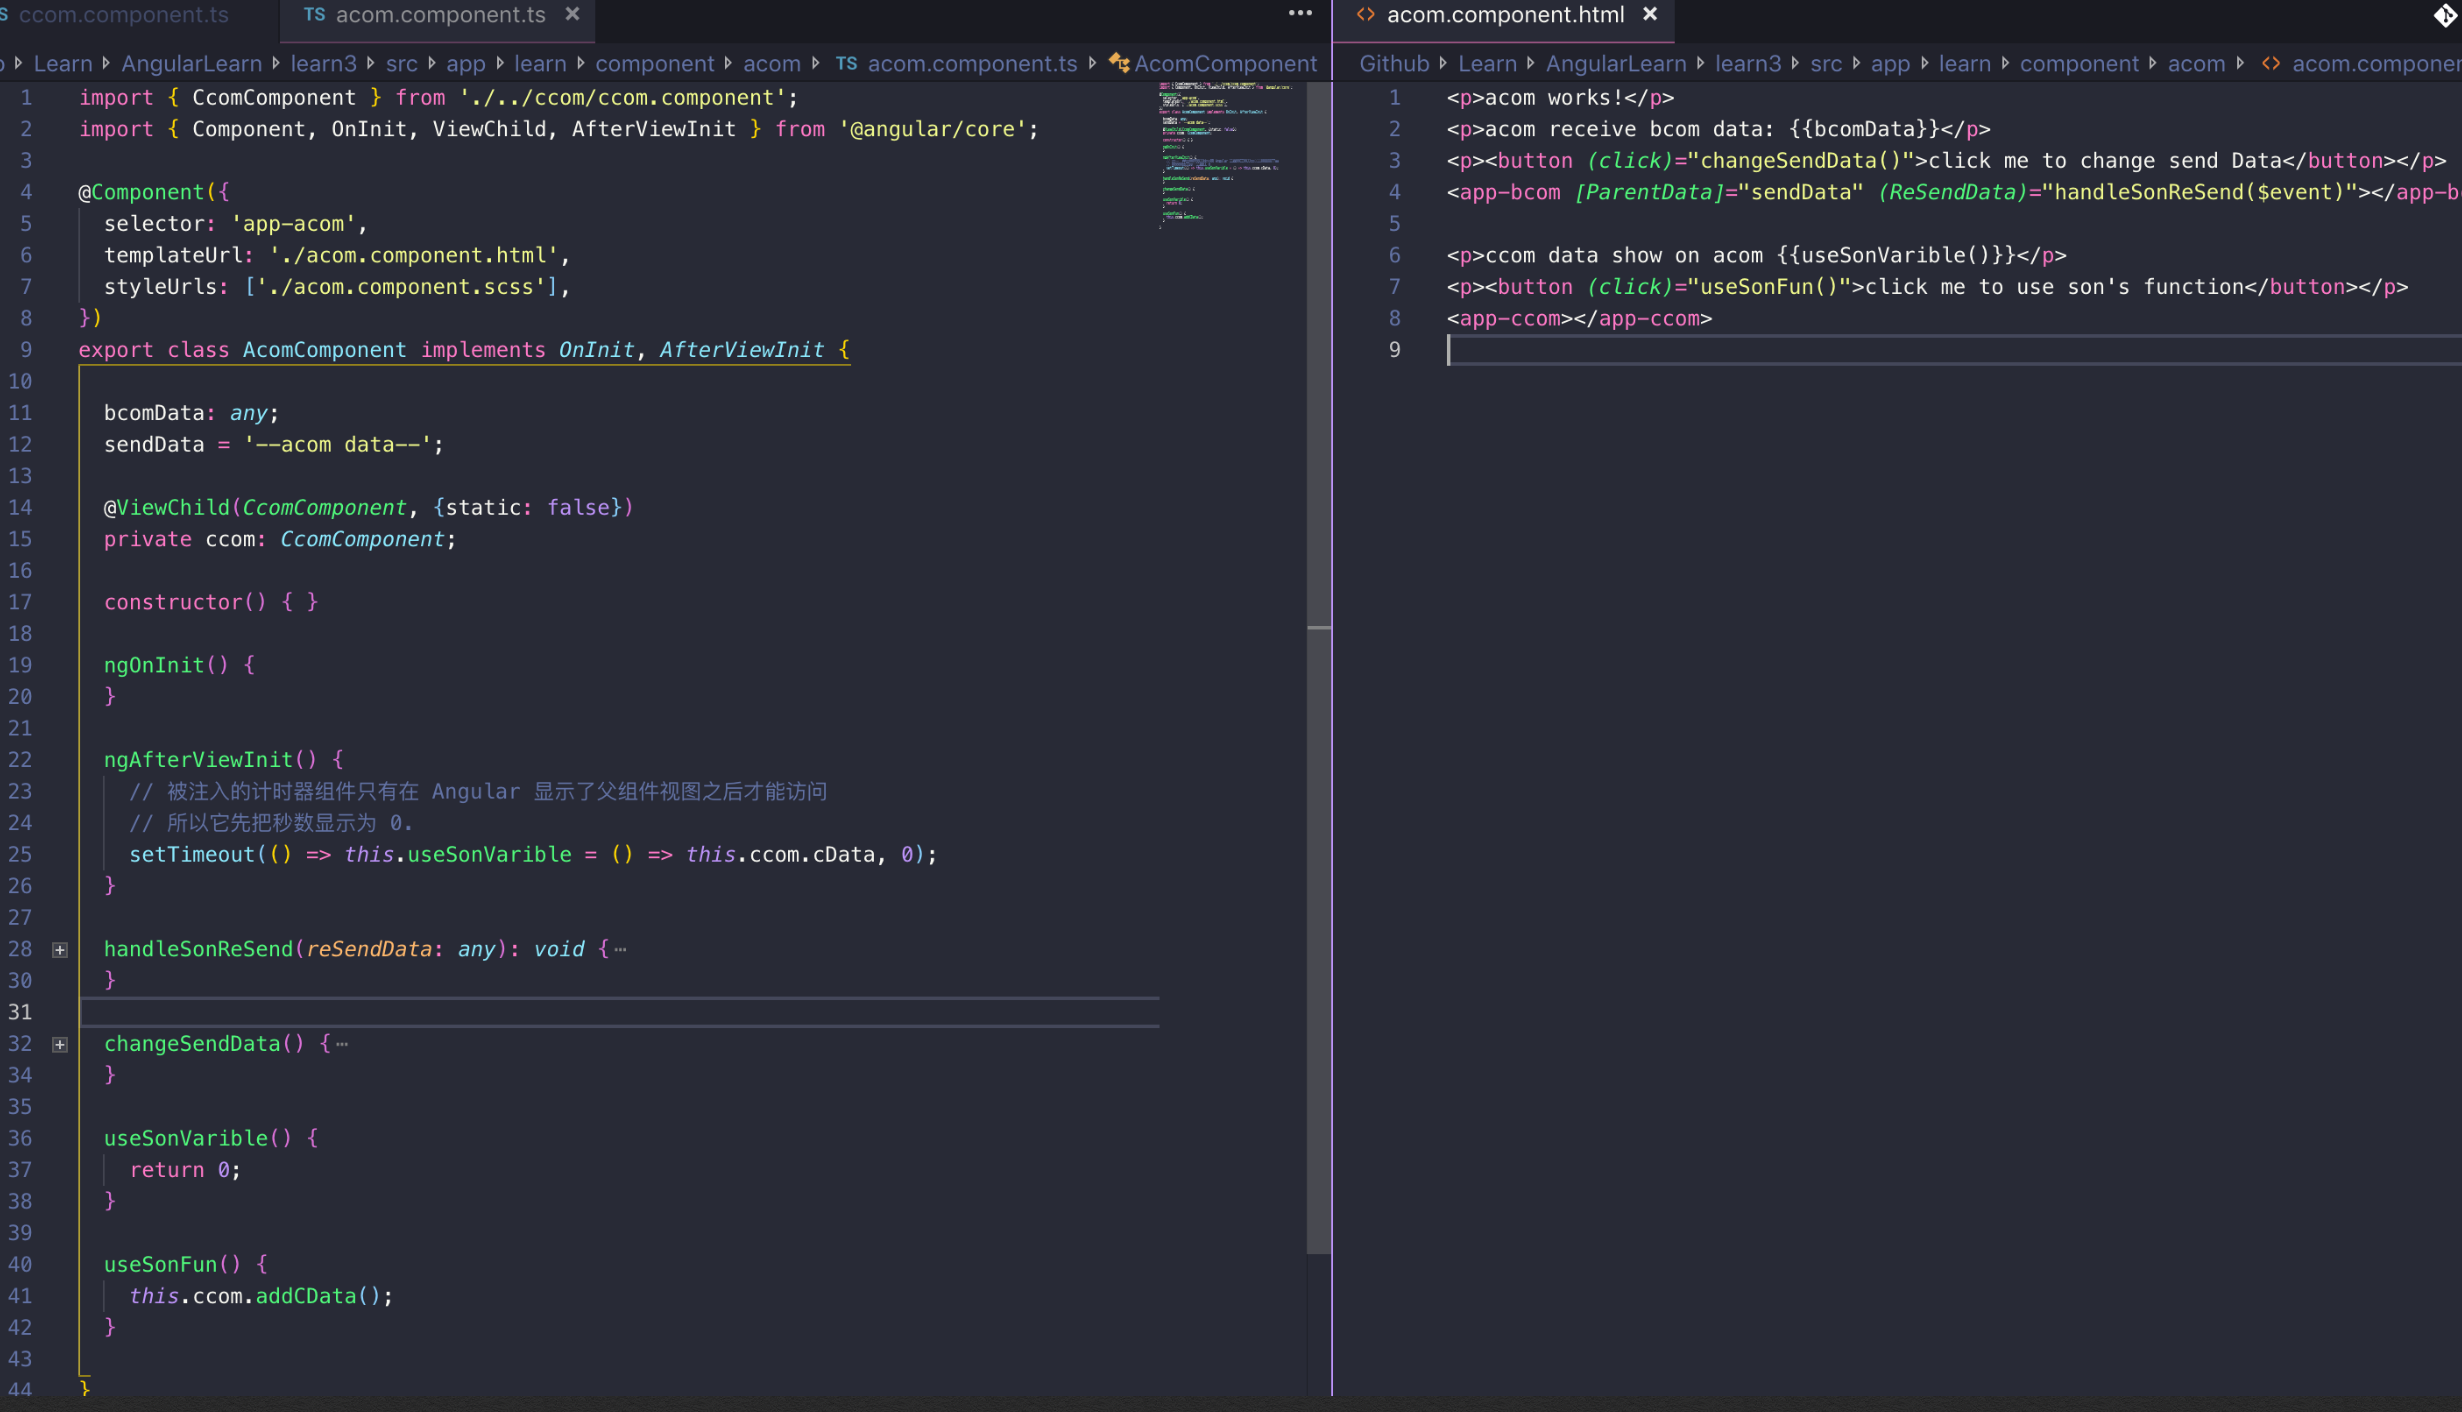 ccom.component.ts
TS acom.component.ts ×
Learn AngularLearn learn3 src app learn component acom TS acom.component.ts AcomComponent
1 import { CcomComponent } from './../ccom/ccom.component';
2 import { Component, OnInit, ViewChild, AfterViewInit } from '@angular/core';
3
4 @Component({
5 selector: 'app-acom',
6 templateUrl: './acom.component.html',
7 styleUrls: ['./acom.component.scss'],
8 })
9 export class AcomComponent implements OnInit, AfterViewInit {
10
11 bcomData: any;
12 sendData = '--acom data--';
13
14 @ViewChild(CcomComponent, {static: false})
15 private ccom: CcomComponent;
16
17 constructor() { }
18
19 ngOnInit() {
20 }
21
22 ngAfterViewInit() {
23 // 被注入的计时器组件只有在 Angular 显示了父组件视图之后才能访问
24 // 所以它先把秒数显示为 0.
25 setTimeout(() => this.useSonVarible = () => this.ccom.cData, 0);
26 }
27
28 handleSonReSend(reSendData: any): void {…
30 }
31
32 changeSendData() {…
34 }
35
36 useSonVarible() {
37 return 0;
38 }
39
40 useSonFun() {
41 this.ccom.addCData();
42 }
43
44 }
<> acom.component.html ×
Github Learn AngularLearn learn3 src app learn component acom <> acom.componen
1 <p>acom works!</p>
2 <p>acom receive bcom data: {{bcomData}}</p>
3 <p><button (click)="changeSendData()">click me to change send Data</button></p>
4 <app-bcom [ParentData]="sendData" (ReSendData)="handleSonReSend($event)"></app-b
5
6 <p>ccom data show on acom {{useSonVarible()}}</p>
7 <p><button (click)="useSonFun()">click me to use son's function</button></p>
8 <app-ccom></app-ccom>
9